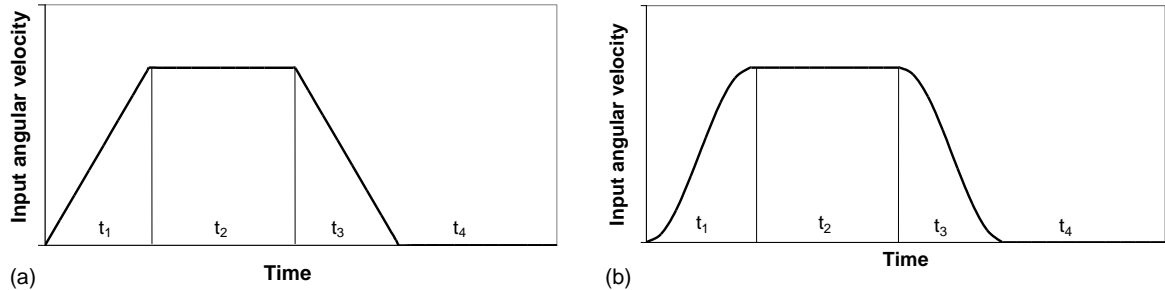 Input angular velocity
t₁ t₂ t₃ t₄
Time
(a)
Input angular velocity
t₁ t₂ t₃ t₄
Time
(b)